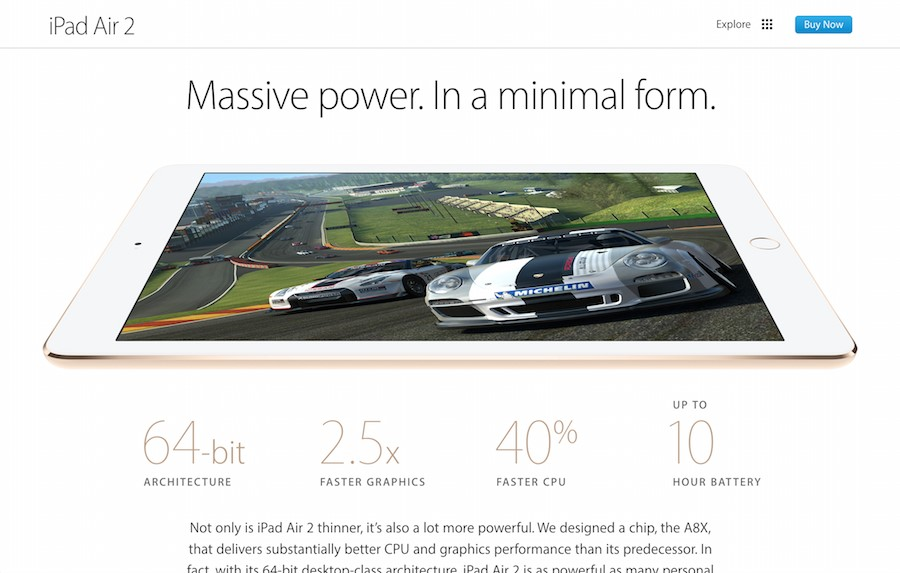 iPad Air 2
Explore
Buy Now
Massive power. In a minimal form.
MICHELIN
64-bit
ARCHITECTURE
2.5x
FASTER GRAPHICS
40%
FASTER CPU
UP TO
10
HOUR BATTERY
Not only is iPad Air 2 thinner, it's also a lot more powerful. We designed a chip, the A8X,
that delivers substantially better CPU and graphics performance than its predecessor. In
fact, with its 64-bit desktop-class architecture, iPad Air 2 is as powerful as many personal